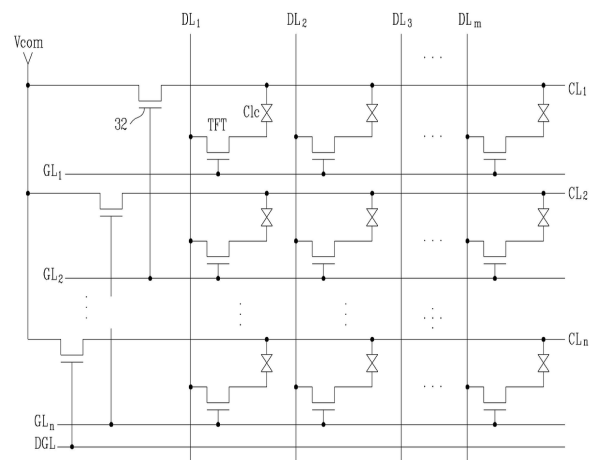 DL₁ DL₂ DL₃ DLₘ
Vcom
. . .
CL₁
Clc
32
TFT
. . .
GL₁
CL₂
. . .
GL₂
CLₙ
. . .
GLₙ
DGL